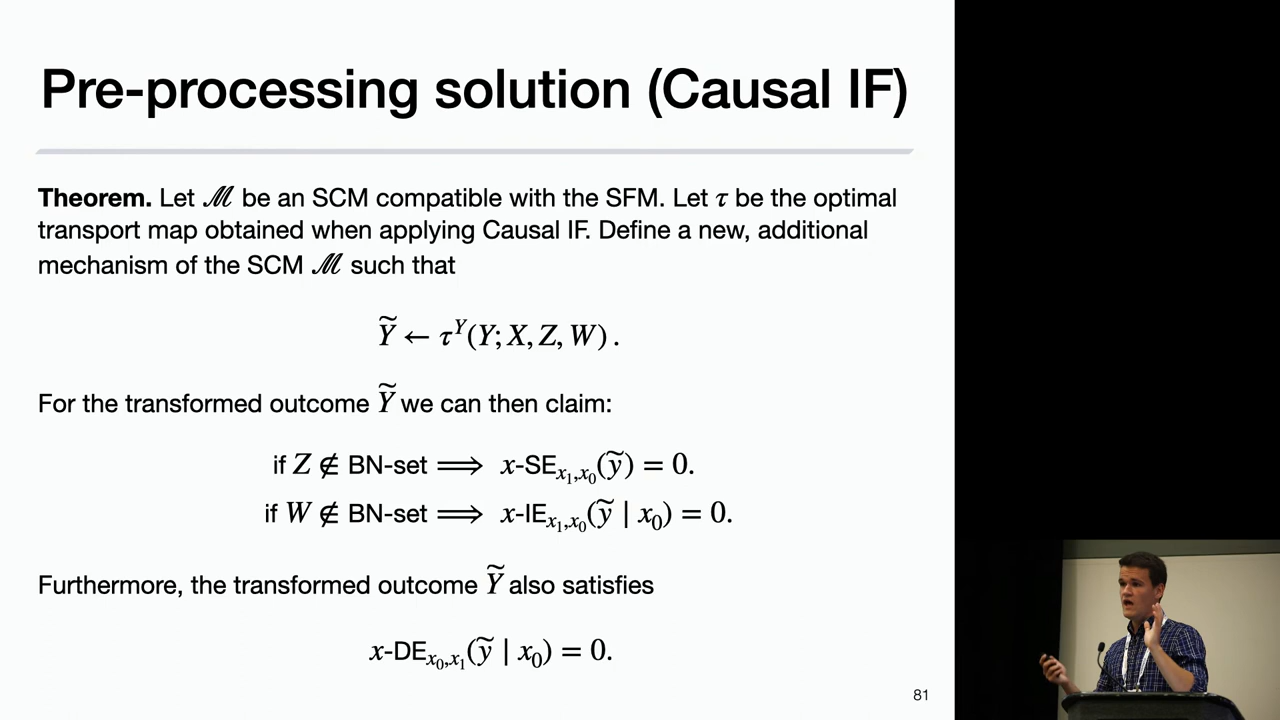 Pre-processing solution (Causal IF)
Theorem. Let ℳ be an SCM compatible with the SFM. Let τ be the optimal
transport map obtained when applying Causal IF. Define a new, additional
mechanism of the SCM ℳ such that
Ỹ ← τ^Y(Y; X, Z, W) .
For the transformed outcome Ỹ we can then claim:
if Z ∉ BN-set ⟹ x-SE_{x₁,x₀}(ỹ) = 0.
if W ∉ BN-set ⟹ x-IE_{x₁,x₀}(ỹ | x₀) = 0.
Furthermore, the transformed outcome Ỹ also satisfies
x-DE_{x₀,x₁}(ỹ | x₀) = 0.
81